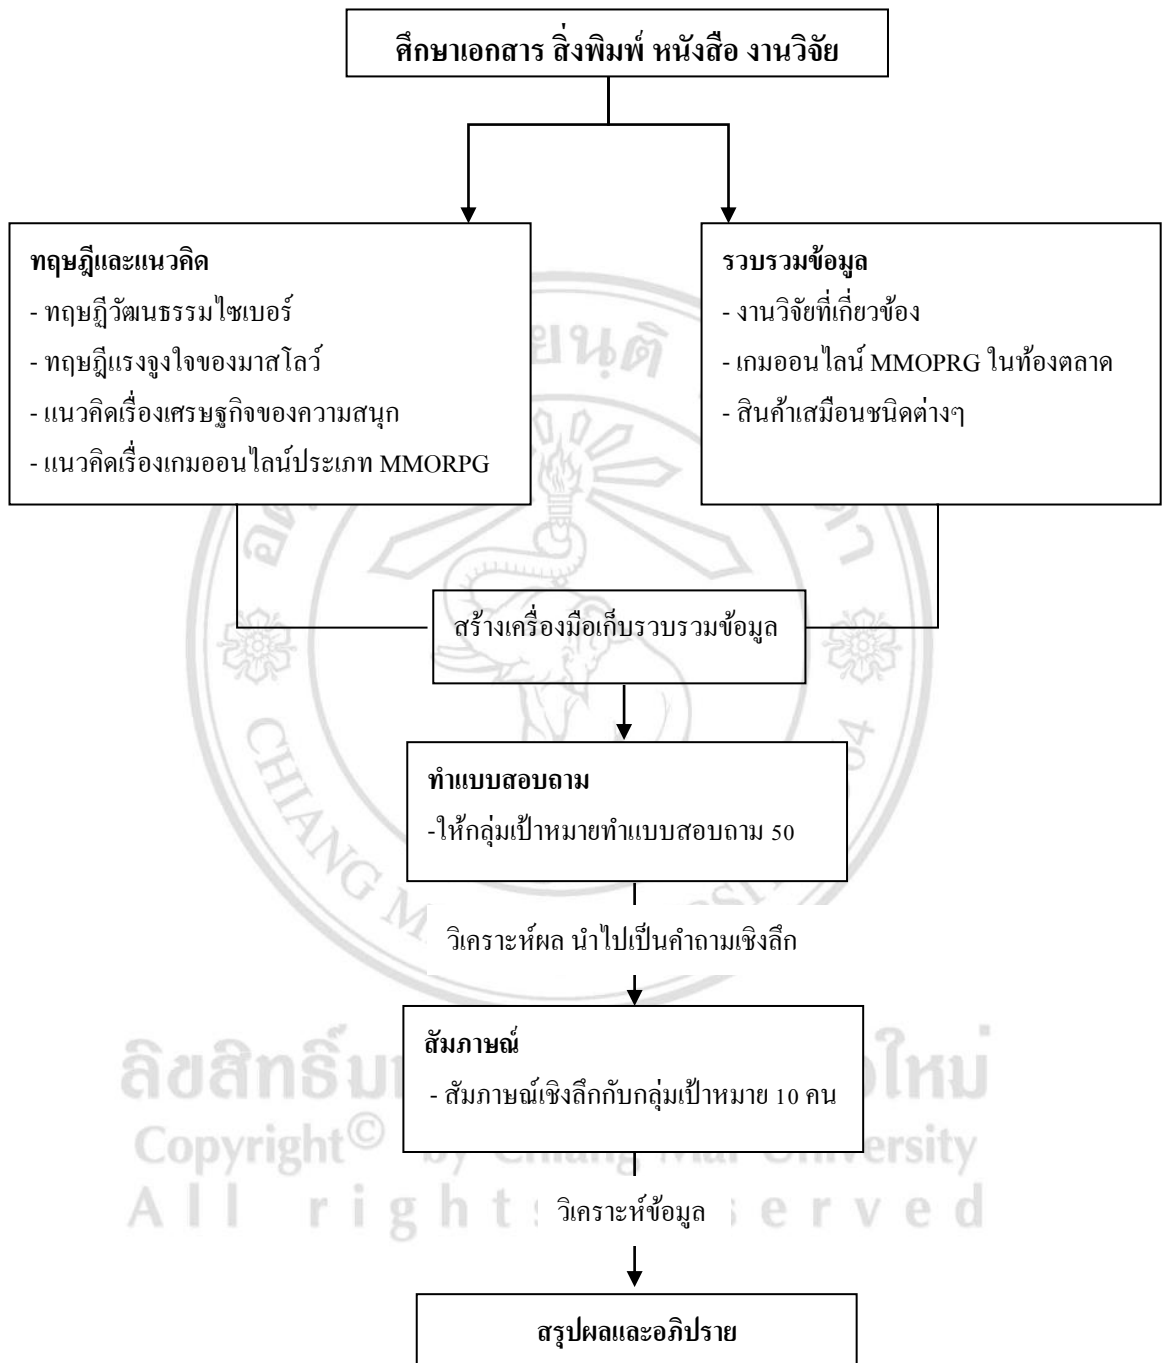 ศึกษาเอกสาร สิ่งพิมพ์ หนังสือ งานวิจัย
ทฤษฎีและแนวคิด
- ทฤษฎีวัฒนธรรมไซเบอร์
- ทฤษฎีแรงจูงใจของมาสโลว์
- แนวคิดเรื่องเศรษฐกิจของความสนุก
- แนวคิดเรื่องเกมออนไลน์ประเภท MMORPG
รวบรวมข้อมูล
- งานวิจัยที่เกี่ยวข้อง
- เกมออนไลน์ MMOPRG ในท้องตลาด
- สินค้าเสมือนชนิดต่างๆ
สร้างเครื่องมือเก็บรวบรวมข้อมูล
ทำแบบสอบถาม
-ให้กลุ่มเป้าหมายทำแบบสอบถาม 50
วิเคราะห์ผล นำไปเป็นคำถามเชิงลึก
สัมภาษณ์
- สัมภาษณ์เชิงลึกกับกลุ่มเป้าหมาย 10 คน
วิเคราะห์ข้อมูล
สรุปผลและอภิปราย
CHIANG
Copyright© by Chiang Mai University
All rights